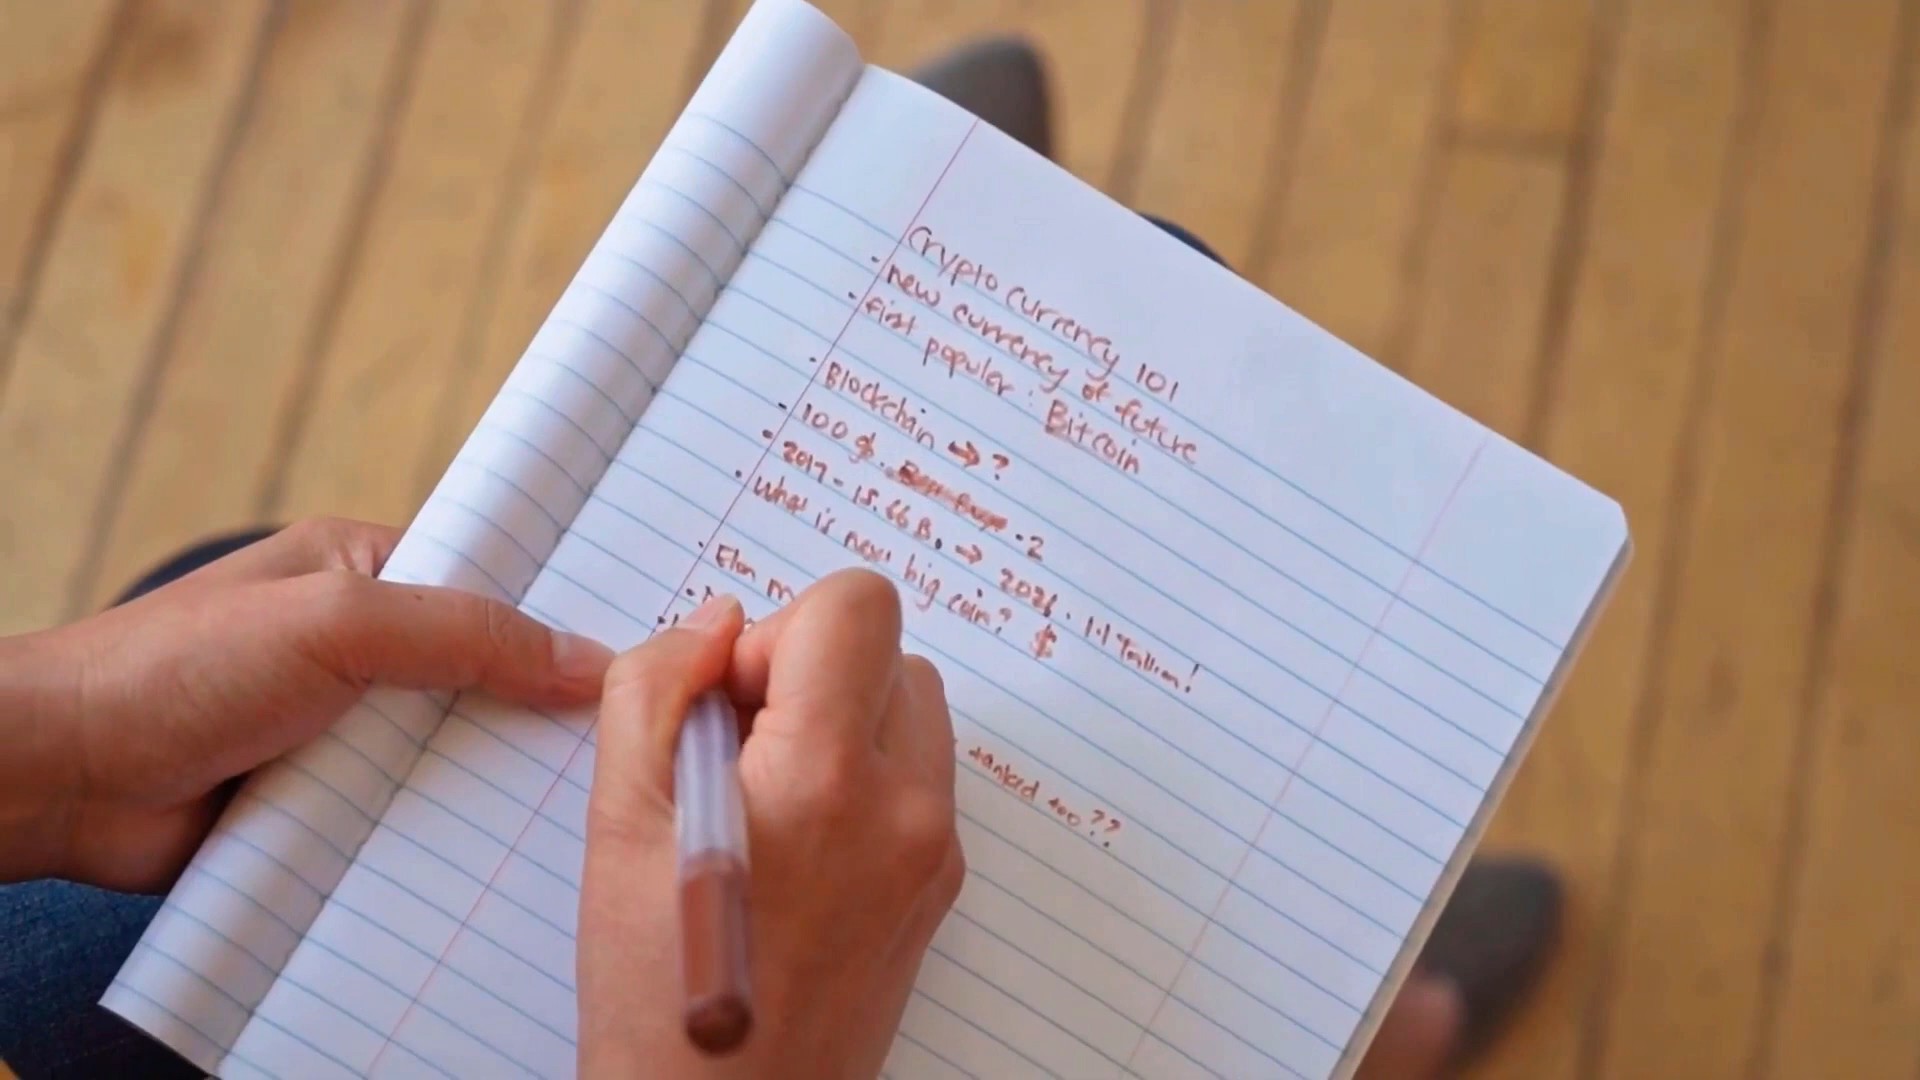 Crypto currency 101
• new currency of future
• first popular : Bitcoin
• Blockchain → ?
• 100 $. • 2
• 2017 - 15.66 B. → 2026 . 1.1 Trillion!
• What is next big coin? $
• Elon m
tanked too??